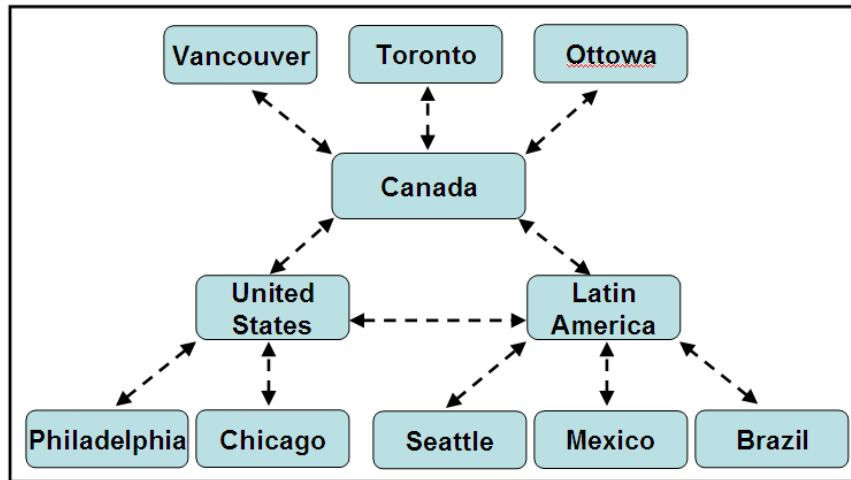 Vancouver
Toronto
Ottowa
Canada
United
States
Latin
America
Philadelphia
Chicago
Seattle
Mexico
Brazil